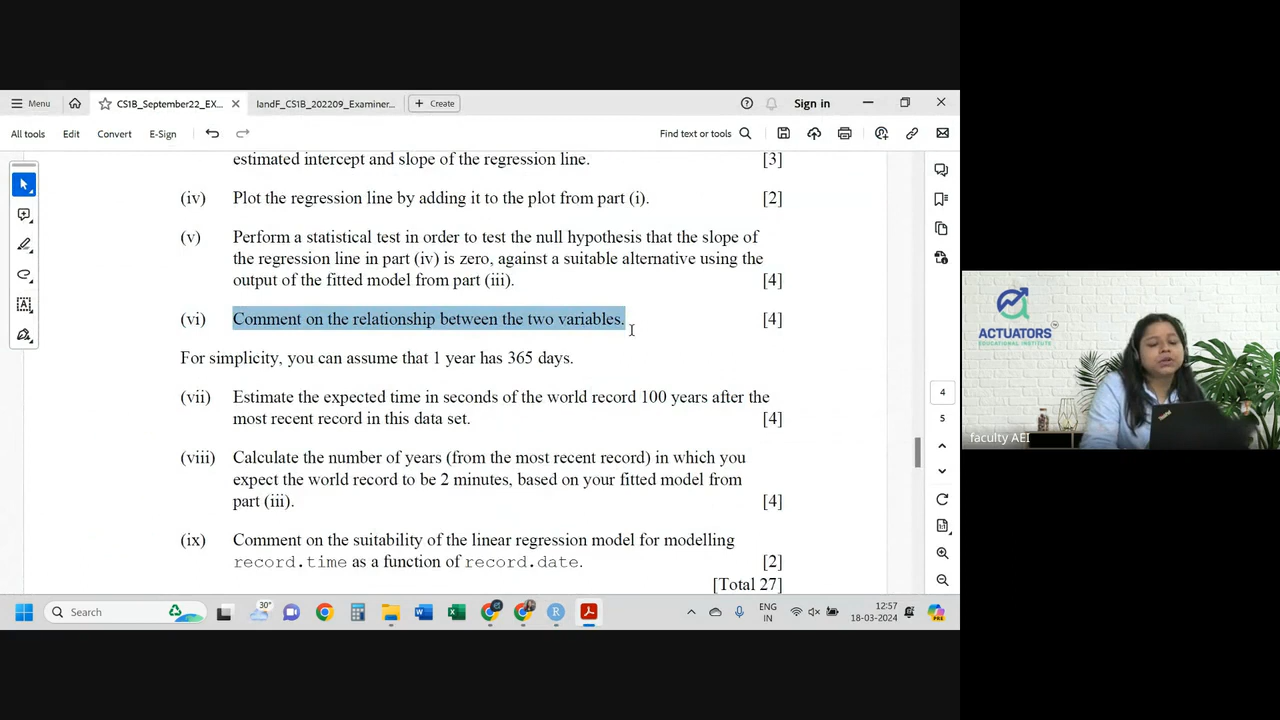 Menu
CS1B_September22_EX...
IandF_CS1B_202209_Examiner...
Create
Sign in
All tools
Edit
Convert
E-Sign
Find text or tools
estimated intercept and slope of the regression line. [3]
(iv) Plot the regression line by adding it to the plot from part (i). [2]
(v) Perform a statistical test in order to test the null hypothesis that the slope of
the regression line in part (iv) is zero, against a suitable alternative using the
output of the fitted model from part (iii). [4]
(vi) Comment on the relationship between the two variables. [4]
For simplicity, you can assume that 1 year has 365 days.
(vii) Estimate the expected time in seconds of the world record 100 years after the
most recent record in this data set. [4]
(viii) Calculate the number of years (from the most recent record) in which you
expect the world record to be 2 minutes, based on your fitted model from
part (iii). [4]
(ix) Comment on the suitability of the linear regression model for modelling
record.time as a function of record.date. [2]
[Total 27]
4
5
ACTUATORS
EDUCATIONAL INSTITUTE
ThinkPad
faculty AEI
Search
30°
ENG
IN
12:57
18-03-2024